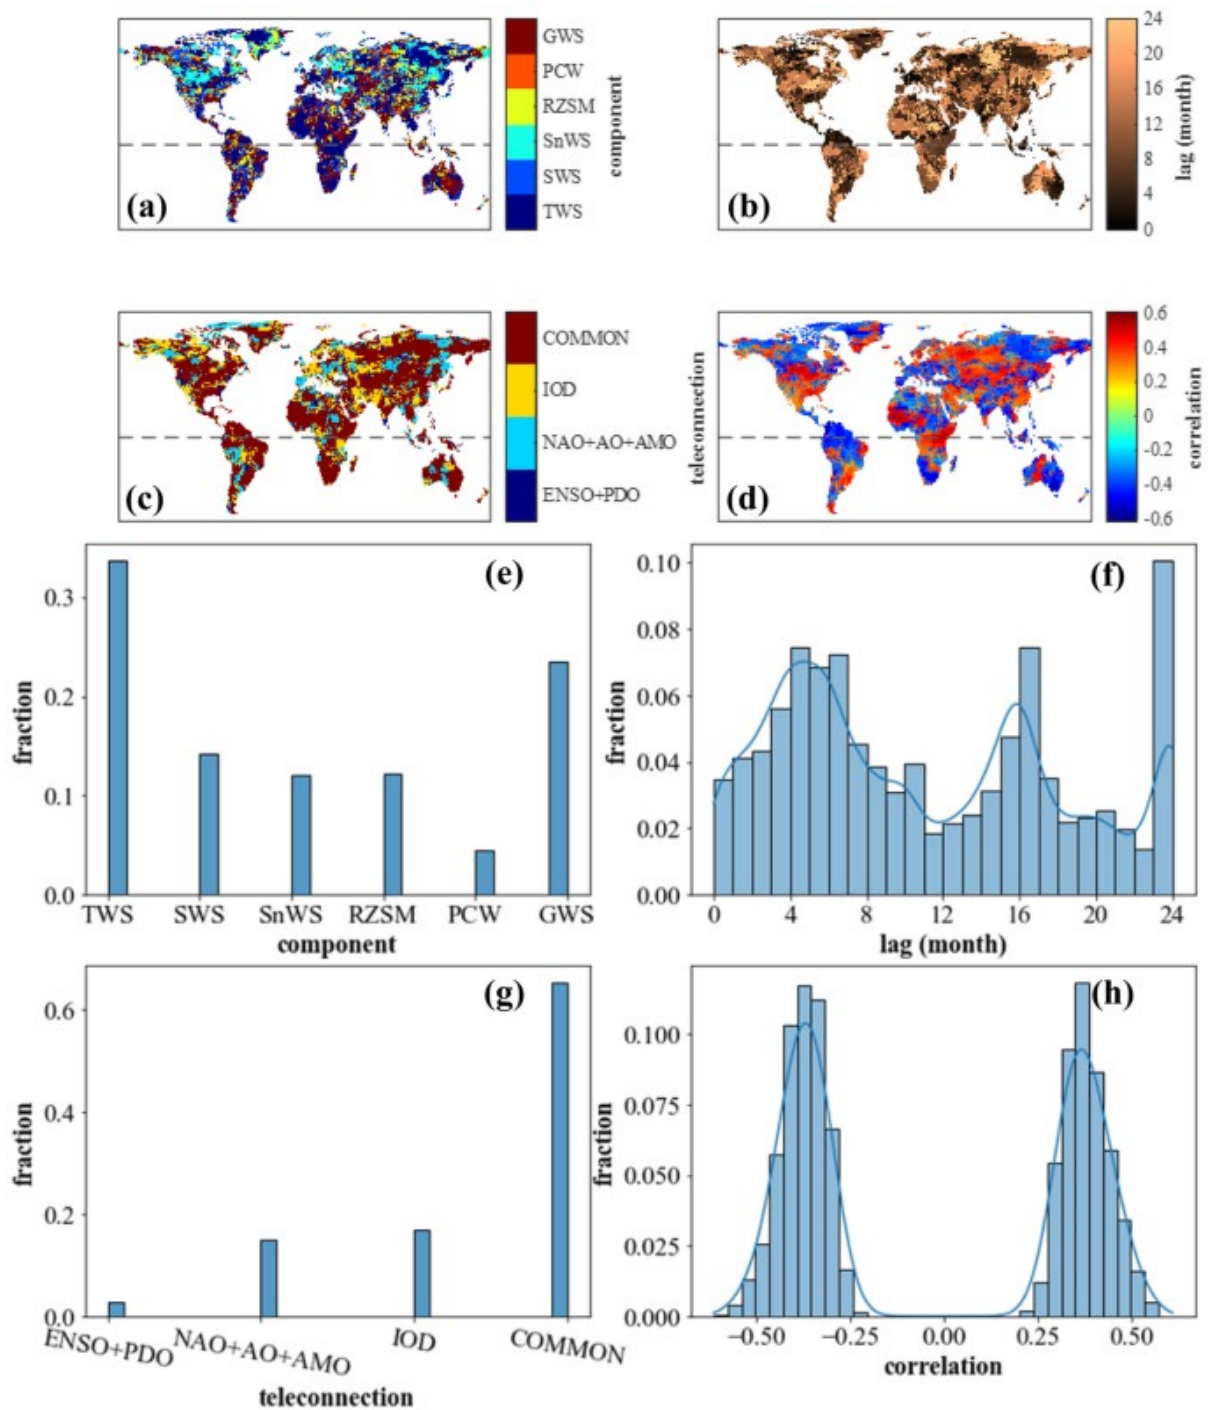 GWS
PCW
RZSM
SnWS
SWS
TWS
component
(a)
24
20
16
12
8
4
0
lag (month)
(b)
COMMON
IOD
NAO+AO+AMO
ENSO+PDO
teleconnection
(c)
0.6
0.4
0.2
0
-0.2
-0.4
-0.6
correlation
(d)
(e)
0.3
0.2
0.1
0.0
fraction
TWS SWS SnWS RZSM PCW GWS
component
(f)
0.10
0.08
0.06
0.04
0.02
0.00
fraction
0 4 8 12 16 20 24
lag (month)
(g)
0.6
0.4
0.2
0.0
fraction
ENSO+PDO NAO+AO+AMO IOD COMMON
teleconnection
(h)
0.100
0.075
0.050
0.025
0.000
fraction
−0.50 −0.25 0.00 0.25 0.50
correlation